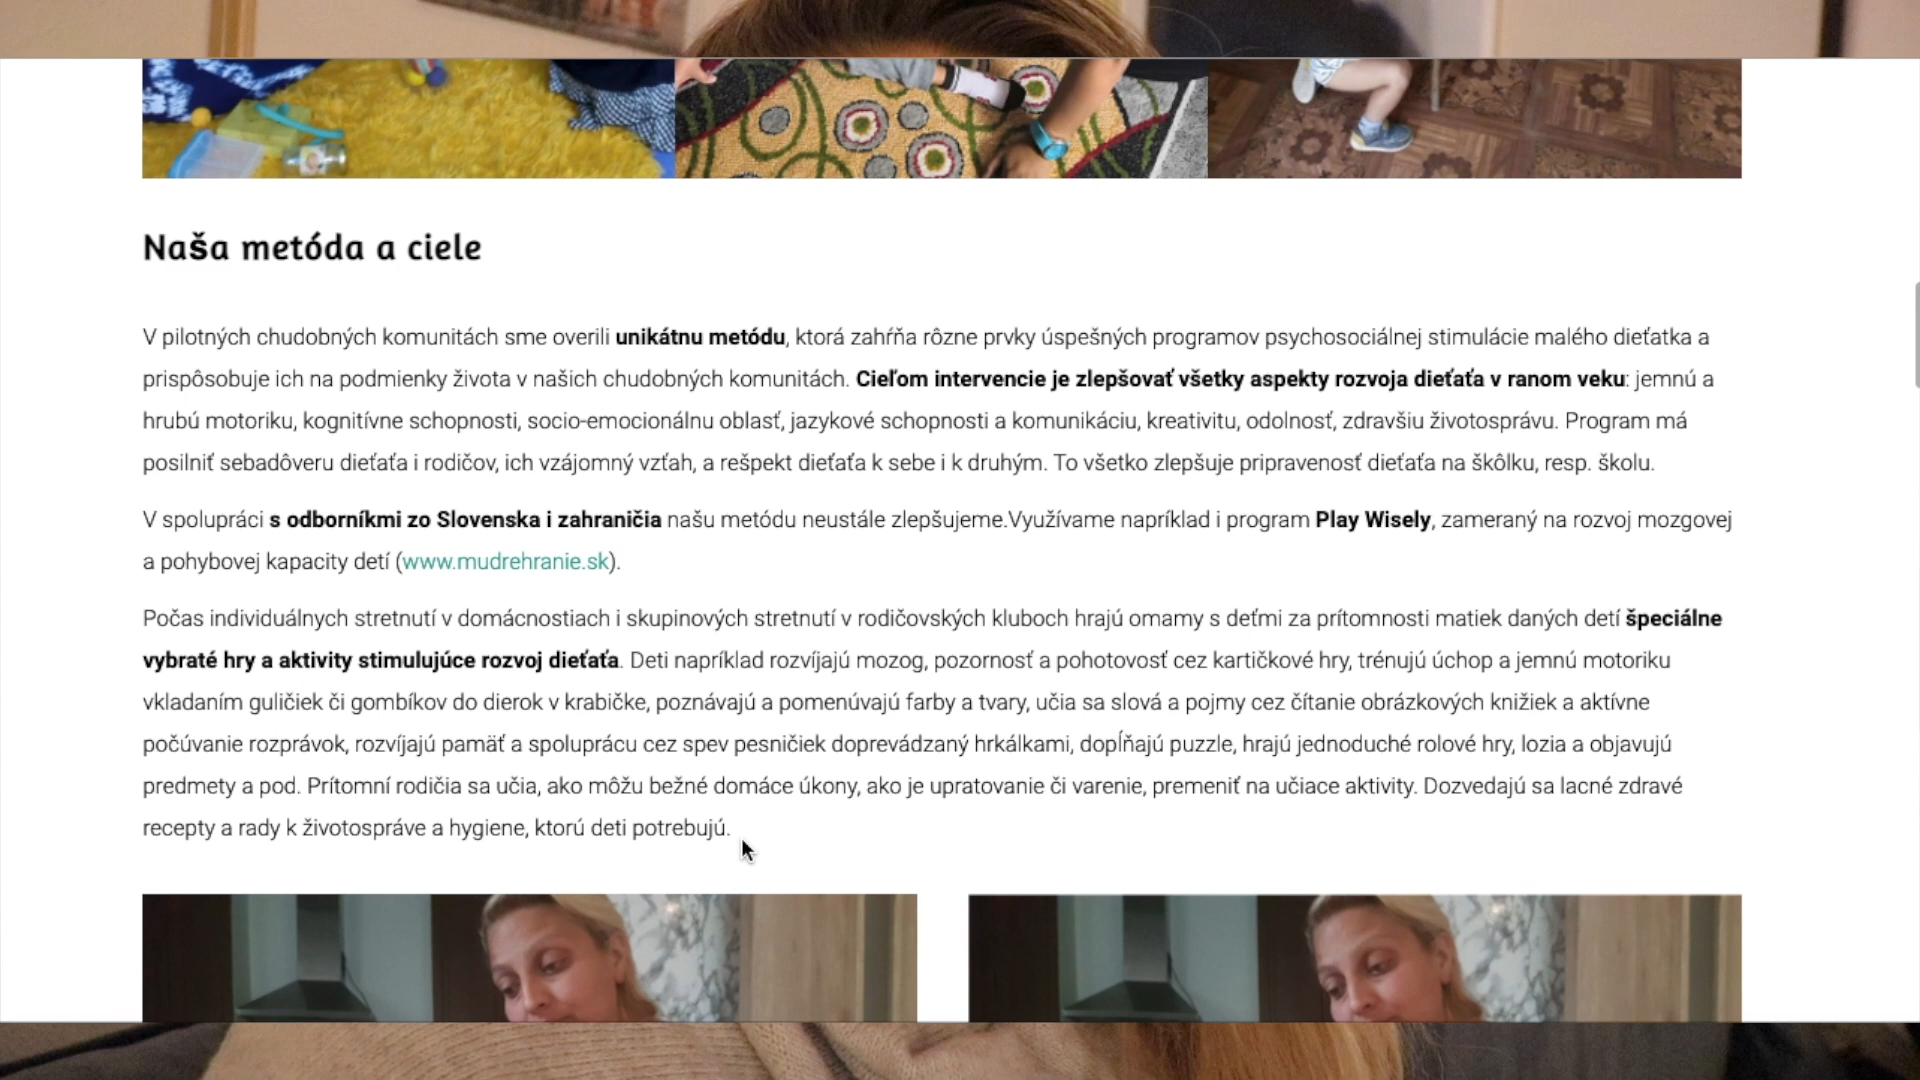 Naša metóda a ciele
V pilotných chudobných komunitách sme overili unikátnu metódu, ktorá zahŕňa rôzne prvky úspešných programov psychosociálnej stimulácie malého dieťatka a
prispôsobuje ich na podmienky života v našich chudobných komunitách. Cieľom intervencie je zlepšovať všetky aspekty rozvoja dieťaťa v ranom veku: jemnú a
hrubú motoriku, kognitívne schopnosti, socio-emocionálnu oblasť, jazykové schopnosti a komunikáciu, kreativitu, odolnosť, zdravšiu životosprávu. Program má
posilniť sebadôveru dieťaťa i rodičov, ich vzájomný vzťah, a rešpekt dieťaťa k sebe i k druhým. To všetko zlepšuje pripravenosť dieťaťa na škôlku, resp. školu.
V spolupráci s odborníkmi zo Slovenska i zahraničia našu metódu neustále zlepšujeme.Využívame napríklad i program Play Wisely, zameraný na rozvoj mozgovej
a pohybovej kapacity detí (www.mudrehranie.sk).
Počas individuálnych stretnutí v domácnostiach i skupinových stretnutí v rodičovských kluboch hrajú omamy s deťmi za prítomnosti matiek daných detí špeciálne
vybraté hry a aktivity stimulujúce rozvoj dieťaťa. Deti napríklad rozvíjajú mozog, pozornosť a pohotovosť cez kartičkové hry, trénujú úchop a jemnú motoriku
vkladaním guličiek či gombíkov do dierok v krabičke, poznávajú a pomenúvajú farby a tvary, učia sa slová a pojmy cez čítanie obrázkových knižiek a aktívne
počúvanie rozprávok, rozvíjajú pamäť a spoluprácu cez spev pesničiek doprevádzaný hrkálkami, dopĺňajú puzzle, hrajú jednoduché rolové hry, lozia a objavujú
predmety a pod. Prítomní rodičia sa učia, ako môžu bežné domáce úkony, ako je upratovanie či varenie, premeniť na učiace aktivity. Dozvedajú sa lacné zdravé
recepty a rady k životospráve a hygiene, ktorú deti potrebujú.